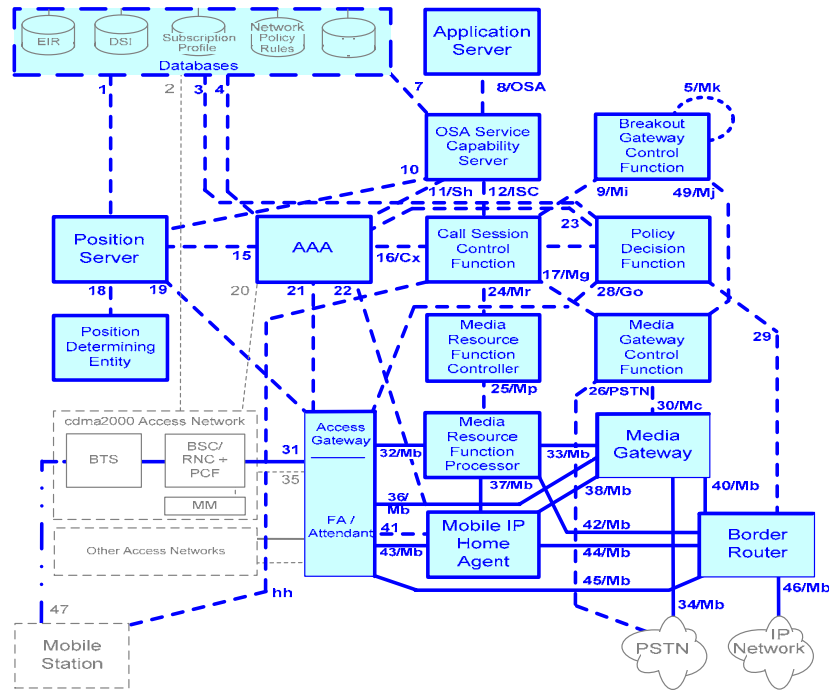 EIR
DSI
Subscription
Profile
Network
Policy
Rules
Databases
Application
Server
1
2
3
4
7
8/OSA
5/Mk
OSA Service
Capability
Server
Breakout
Gateway
Control
Function
10
11/Sh
12/ISC
9/Mi
49/Mj
Position
Server
15
AAA
16/Cx
Call Session
Control
Function
23
Policy
Decision
Function
17/Mg
18
19
20
21
22
24/Mr
28/Go
Position
Determining
Entity
Media
Resource
Function
Controller
Media
Gateway
Control
Function
29
25/Mp
26/PSTN
30/Mc
cdma2000 Access Network
BTS
BSC/
RNC +
PCF
MM
31
35
Access
Gateway
FA /
Attendant
32/Mb
Media
Resource
Function
Processor
33/Mb
Media
Gateway
36/
Mb
37/Mb
38/Mb
40/Mb
41
42/Mb
Other Access Networks
43/Mb
Mobile IP
Home
Agent
44/Mb
Border
Router
45/Mb
46/Mb
hh
47
34/Mb
Mobile
Station
PSTN
IP
Network